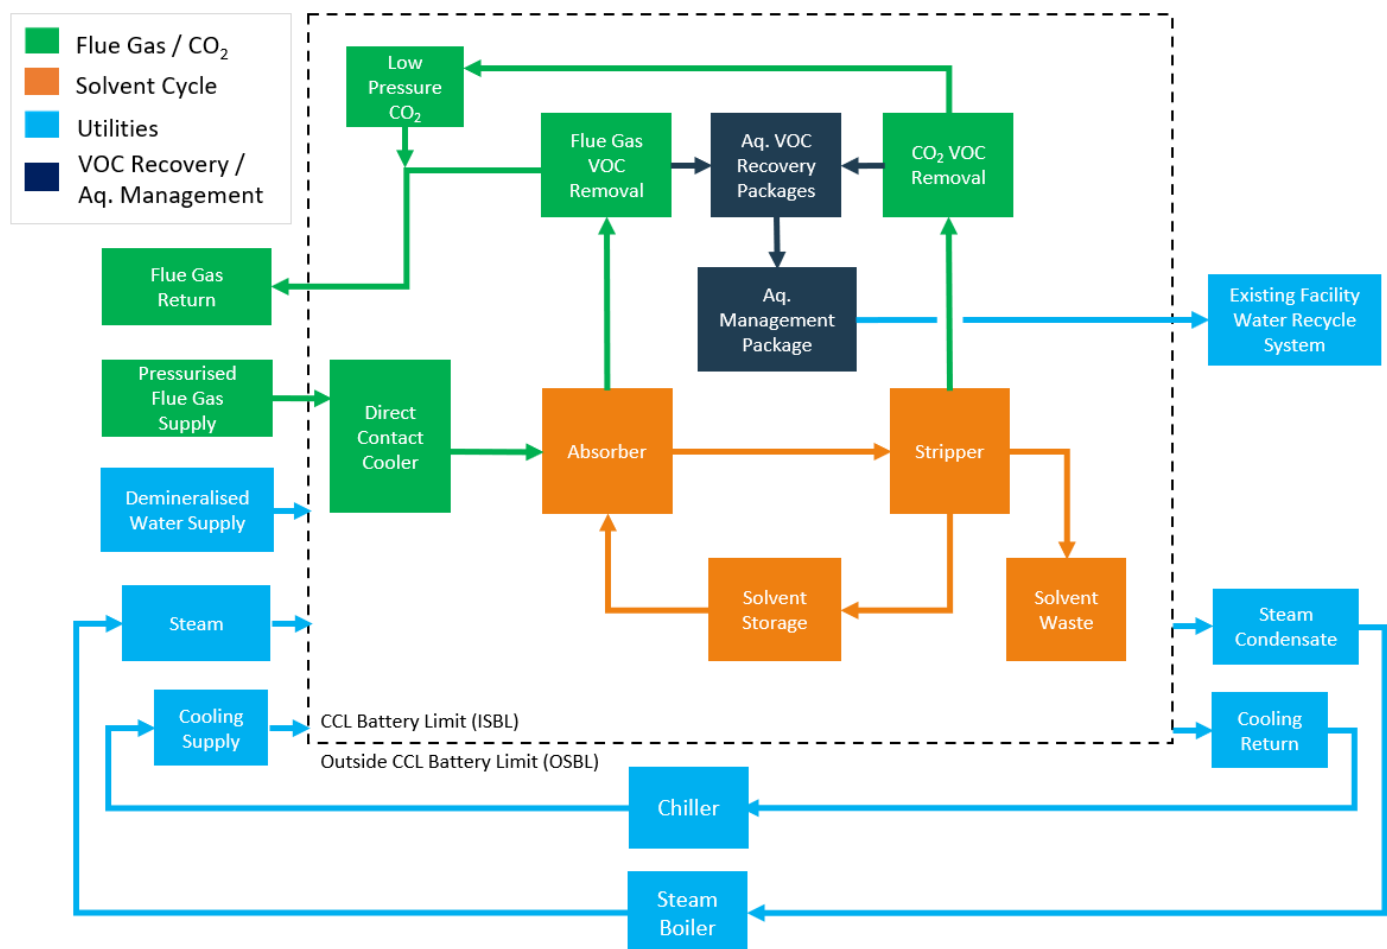 Flue Gas / CO₂
Solvent Cycle
Utilities
VOC Recovery /
Aq. Management
Low
Pressure
CO₂
Flue Gas
VOC
Removal
Aq. VOC
Recovery
Packages
CO₂ VOC
Removal
Flue Gas
Return
Aq.
Management
Package
Existing Facility
Water Recycle
System
Pressurised
Flue Gas
Supply
Direct
Contact
Cooler
Absorber
Stripper
Demineralised
Water Supply
Steam
Solvent
Storage
Solvent
Waste
Steam
Condensate
Cooling
Supply
CCL Battery Limit (ISBL)
Outside CCL Battery Limit (OSBL)
Cooling
Return
Chiller
Steam
Boiler